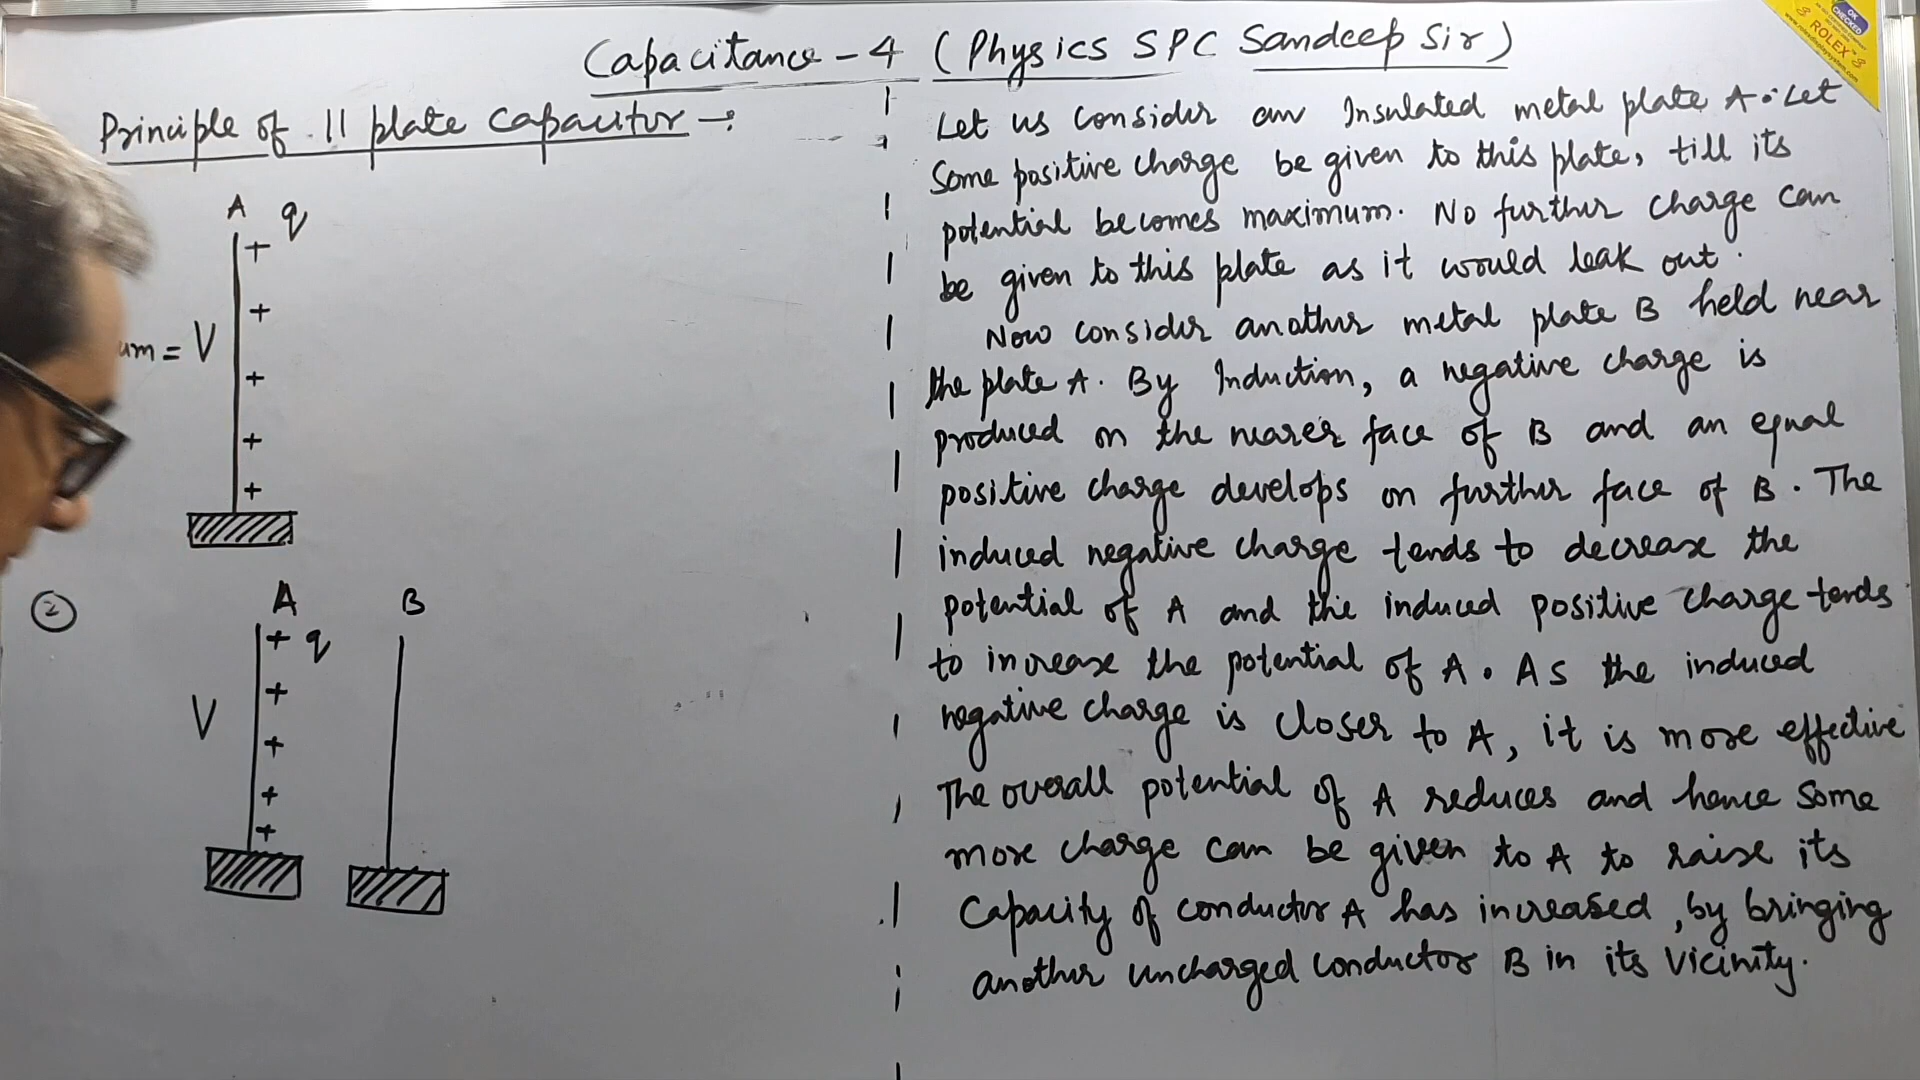 Capacitance - 4 (Physics SPC Sandeep Sir)
Principle of || plate capacitor →:
A q
+
+
um = V
+
+
+
②
A B
+ q
+
V
+
+
+
Let us consider an Insulated metal plate A. Let
Some positive charge be given to this plate, till its
potential becomes maximum. No further charge can
be given to this plate as it would leak out.
Now consider another metal plate B held near
the plate A. By Induction, a negative charge is
produced on the nearer face of B and an equal
positive charge develops on further face of B. The
induced negative charge tends to decrease the
potential of A and the induced positive charge tends
to increase the potential of A. As the induced
negative charge is closer to A, it is more effective
The overall potential of A reduces and hence some
more charge can be given to A to raise its
Capacity of conductor A has increased, by bringing
another uncharged conductor B in its vicinity.
OK
CHECKED
ROLEX